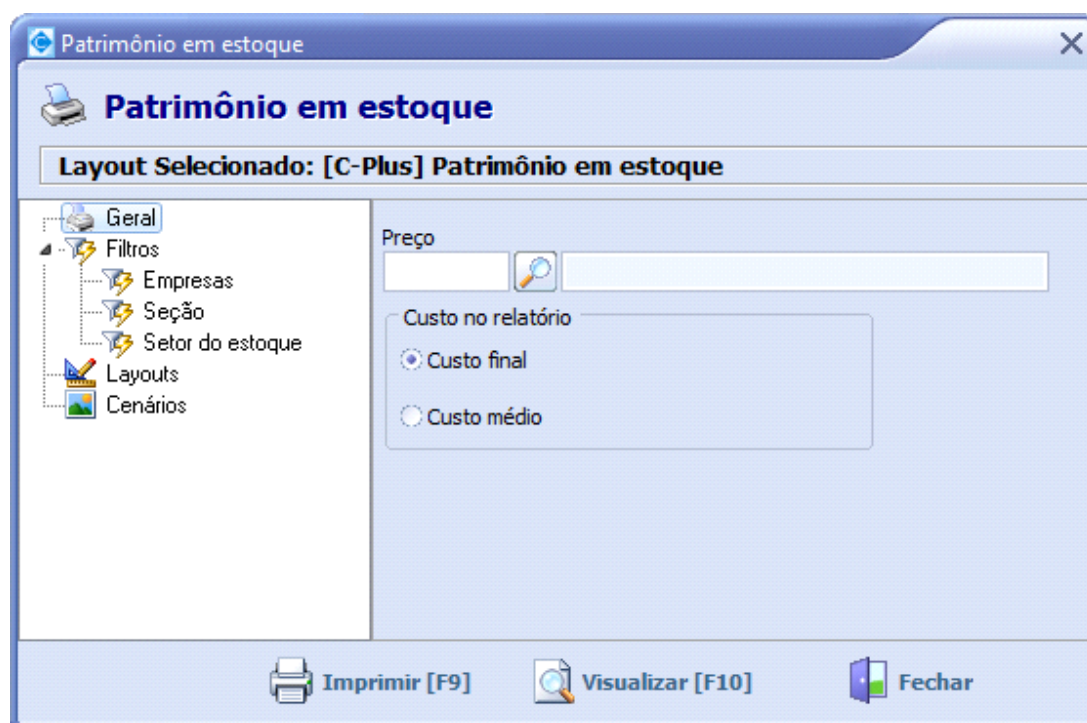 Patrimônio em estoque
Patrimônio em estoque
Layout Selecionado: [C-Plus] Patrimônio em estoque
Geral
Filtros
Empresas
Seção
Setor do estoque
Layouts
Cenários
Preço
Custo no relatório
Custo final
Custo médio
Imprimir [F9]
Visualizar [F10]
Fechar